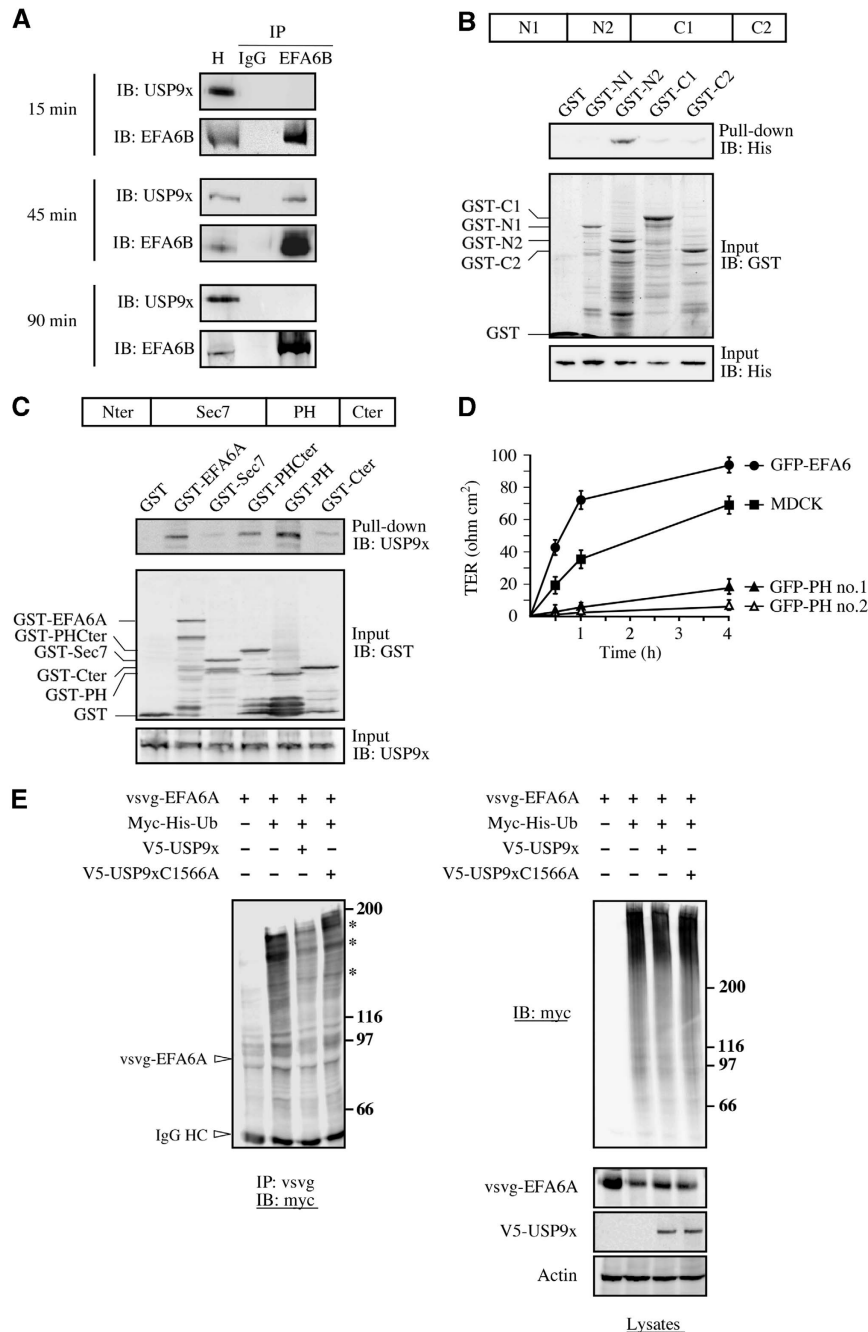 A
IP
H IgG EFA6B
15 min
IB: USP9x
IB: EFA6B
45 min
IB: USP9x
IB: EFA6B
90 min
IB: USP9x
IB: EFA6B
B
N1 N2 C1 C2
GST GST-N1 GST-N2 GST-C1 GST-C2
Pull-down
IB: His
GST-C1
GST-N1
GST-N2
GST-C2
GST
Input
IB: GST
Input
IB: His
C
Nter Sec7 PH Cter
GST GST-EFA6A GST-Sec7 GST-PHCter GST-PH GST-Cter
Pull-down
IB: USP9x
GST-EFA6A
GST-PHCter
GST-Sec7
GST-Cter
GST-PH
GST
Input
IB: GST
Input
IB: USP9x
D
TER (ohm cm²)
100
80
60
40
20
0
1 2 3 4
Time (h)
GFP-EFA6
MDCK
GFP-PH no.1
GFP-PH no.2
E
vsvg-EFA6A + + + +
Myc-His-Ub – + + +
V5-USP9x – – + –
V5-USP9xC1566A – – – +
200
*
*
*
116
97
66
vsvg-EFA6A
IgG HC
IP: vsvg
IB: myc
vsvg-EFA6A + + + +
Myc-His-Ub – + + +
V5-USP9x – – + –
V5-USP9xC1566A – – – +
IB: myc
200
116
97
66
vsvg-EFA6A
V5-USP9x
Actin
Lysates